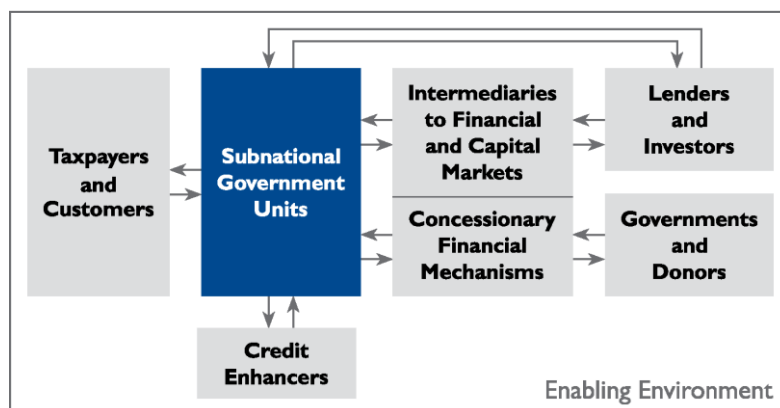 Taxpayers
and
Customers
Subnational
Government
Units
Intermediaries
to Financial
and Capital
Markets
Lenders
and
Investors
Concessionary
Financial
Mechanisms
Governments
and
Donors
Credit
Enhancers
Enabling Environment